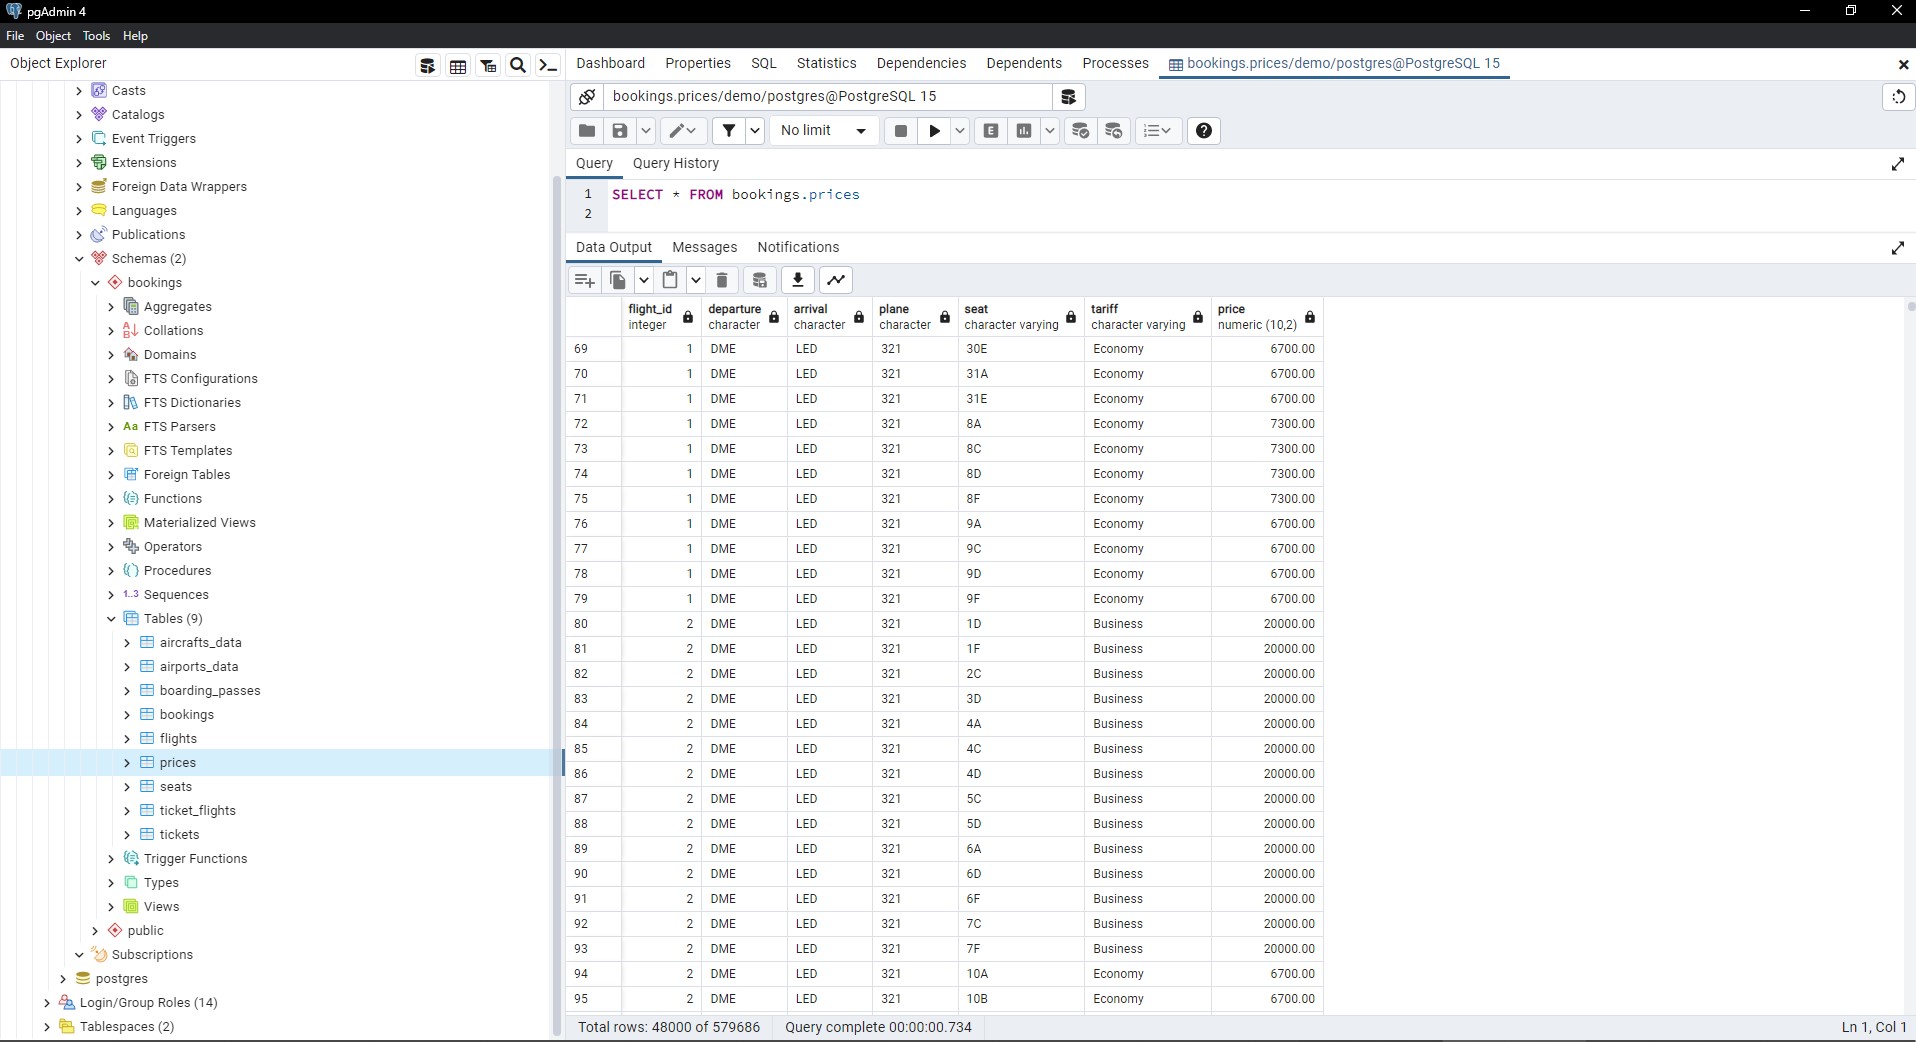 pgAdmin 4
File Object Tools Help
Object Explorer
Dashboard Properties SQL Statistics Dependencies Dependents Processes bookings.prices/demo/postgres@PostgreSQL 15
Casts
Catalogs
Event Triggers
Extensions
Foreign Data Wrappers
Languages
Publications
Schemas (2)
bookings
Aggregates
Collations
Domains
FTS Configurations
FTS Dictionaries
Aa FTS Parsers
FTS Templates
Foreign Tables
Functions
Materialized Views
Operators
Procedures
1..3 Sequences
Tables (9)
aircrafts_data
airports_data
boarding_passes
bookings
flights
prices
seats
ticket_flights
tickets
Trigger Functions
Types
Views
public
Subscriptions
postgres
Login/Group Roles (14)
Tablespaces (2)
bookings.prices/demo/postgres@PostgreSQL 15
No limit E
Query Query History
1 SELECT * FROM bookings.prices
2
Data Output Messages Notifications
flight_id departure arrival plane seat tariff price
integer character character character character varying character varying numeric (10,2)
69 1 DME LED 321 30E Economy 6700.00
70 1 DME LED 321 31A Economy 6700.00
71 1 DME LED 321 31E Economy 6700.00
72 1 DME LED 321 8A Economy 7300.00
73 1 DME LED 321 8C Economy 7300.00
74 1 DME LED 321 8D Economy 7300.00
75 1 DME LED 321 8F Economy 7300.00
76 1 DME LED 321 9A Economy 6700.00
77 1 DME LED 321 9C Economy 6700.00
78 1 DME LED 321 9D Economy 6700.00
79 1 DME LED 321 9F Economy 6700.00
80 2 DME LED 321 1D Business 20000.00
81 2 DME LED 321 1F Business 20000.00
82 2 DME LED 321 2C Business 20000.00
83 2 DME LED 321 3D Business 20000.00
84 2 DME LED 321 4A Business 20000.00
85 2 DME LED 321 4C Business 20000.00
86 2 DME LED 321 4D Business 20000.00
87 2 DME LED 321 5C Business 20000.00
88 2 DME LED 321 5D Business 20000.00
89 2 DME LED 321 6A Business 20000.00
90 2 DME LED 321 6D Business 20000.00
91 2 DME LED 321 6F Business 20000.00
92 2 DME LED 321 7C Business 20000.00
93 2 DME LED 321 7F Business 20000.00
94 2 DME LED 321 10A Economy 6700.00
95 2 DME LED 321 10B Economy 6700.00
Total rows: 48000 of 579686 Query complete 00:00:00.734 Ln 1, Col 1